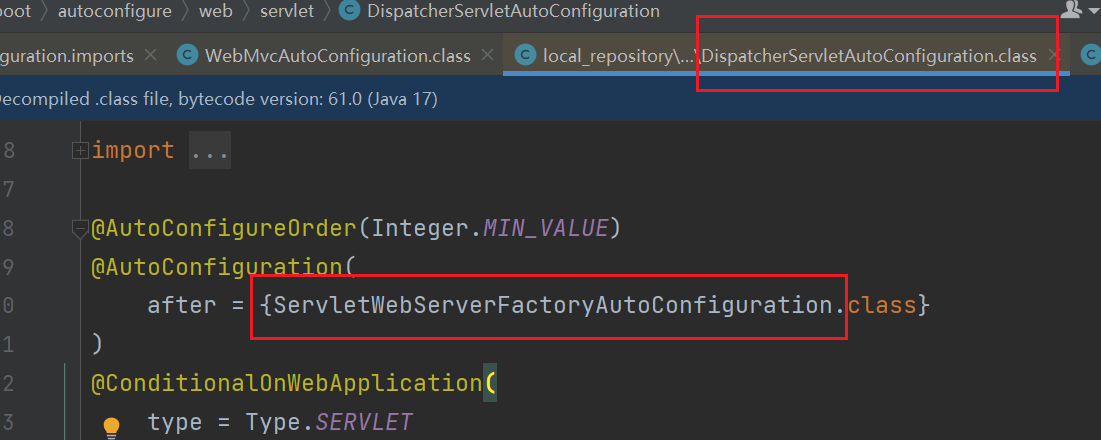 oot 〉 autoconfigure 〉 web 〉 servlet 〉 DispatcherServletAutoConfiguration
guration.imports × C WebMvcAutoConfiguration.class × C local_repository\...\DispatcherServletAutoConfiguration.class × C
Decompiled .class file, bytecode version: 61.0 (Java 17)
8 import ...
7
8 @AutoConfigureOrder(Integer.MIN_VALUE)
9 @AutoConfiguration(
0 after = {ServletWebServerFactoryAutoConfiguration.class}
1 )
2 @ConditionalOnWebApplication(
3 type = Type.SERVLET